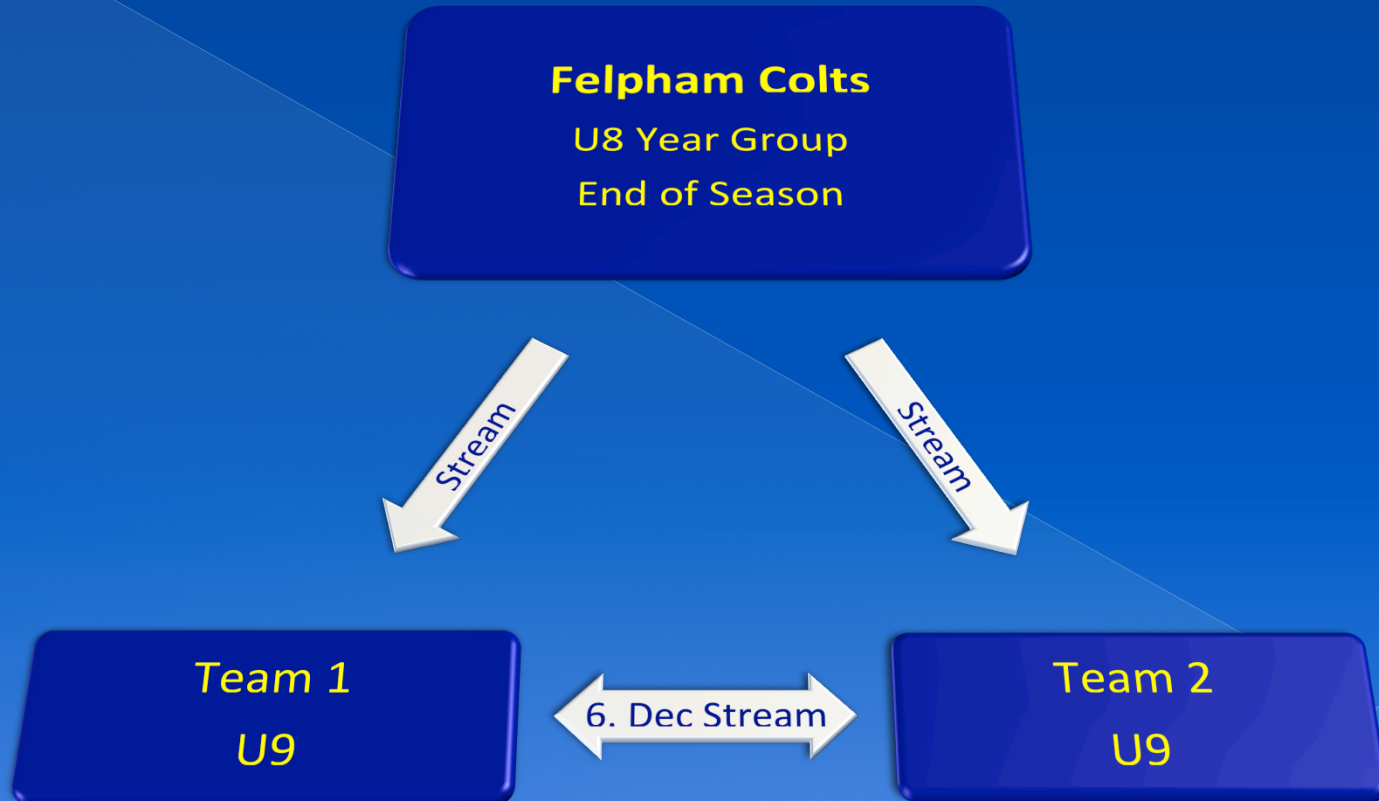 Felpham Colts
U8 Year Group
End of Season
Stream
Stream
Team 1
U9
6. Dec Stream
Team 2
U9